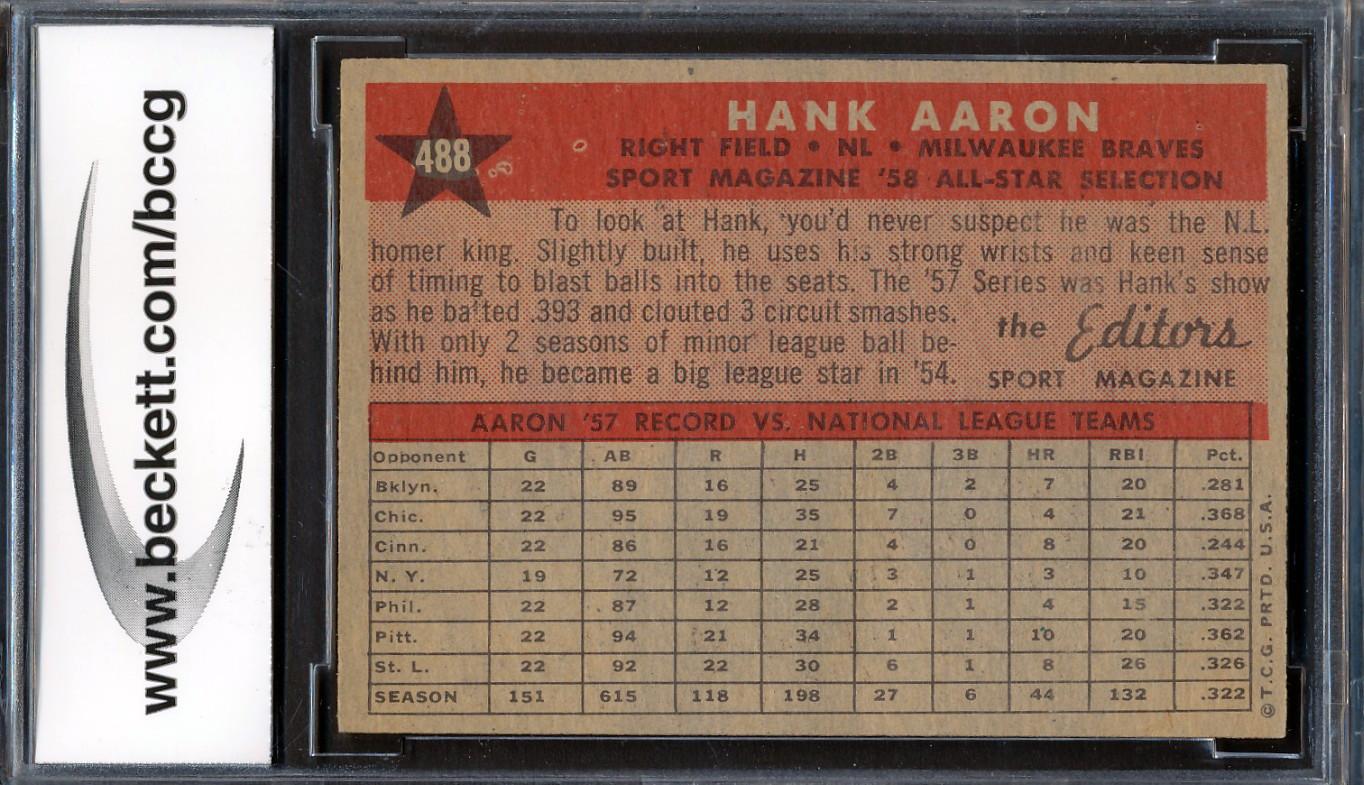 www.beckett.com/bccg
488
HANK AARON
RIGHT FIELD • NL • MILWAUKEE BRAVES
SPORT MAGAZINE '58 ALL-STAR SELECTION
To look at Hank, you'd never suspect he was the N.L.
homer king. Slightly built, he uses his strong wrists and keen sense
of timing to blast balls into the seats. The '57 Series was Hank's show
as he batted .393 and clouted 3 circuit smashes.
With only 2 seasons of minor league ball be-
hind him, he became a big league star in '54.
the Editors
SPORT MAGAZINE
AARON '57 RECORD VS. NATIONAL LEAGUE TEAMS
Opponent G AB R H 2B 3B HR RBI Pct.
Bklyn. 22 89 16 25 4 2 7 20 .281
Chic. 22 95 19 35 7 0 4 21 .368
Cinn. 22 86 16 21 4 0 8 20 .244
N. Y. 19 72 12 25 3 1 3 10 .347
Phil. 22 87 12 28 2 1 4 15 .322
Pitt. 22 94 21 34 1 1 10 20 .362
St. L. 22 92 22 30 6 1 8 26 .326
SEASON 151 615 118 198 27 6 44 132 .322
©T.C.G. PRTD. U.S.A.